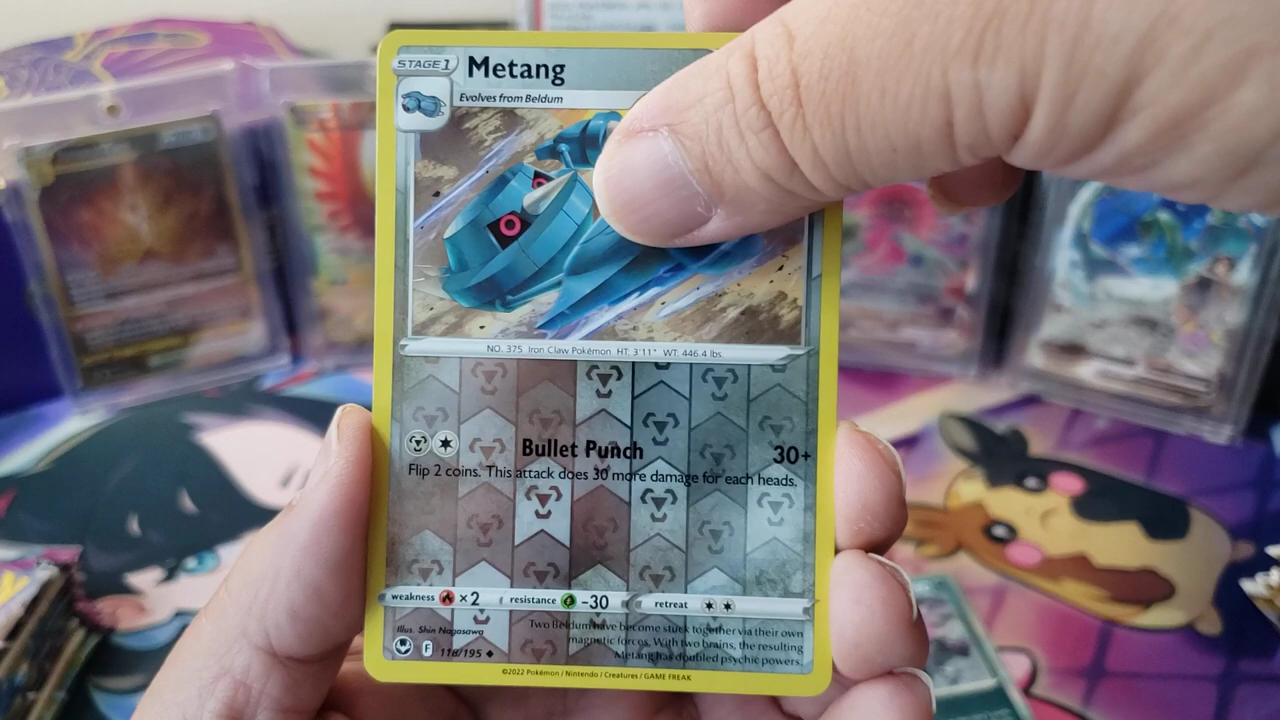 STAGE 1
Metang
Evolves from Beldum
NO. 375 Iron Claw Pokémon. HT: 3'11" WT: 446.4 lbs.
Bullet Punch 30+
Flip 2 coins. This attack does 30 more damage for each heads.
weakness ×2 resistance -30 retreat
Illus. Shin Nagasawa
Two Beldum have become stuck together via their own
magnetic forces. With two brains, the resulting
Metang has doubled psychic powers.
F 118/195
©2022 Pokémon / Nintendo / Creatures / GAME FREAK